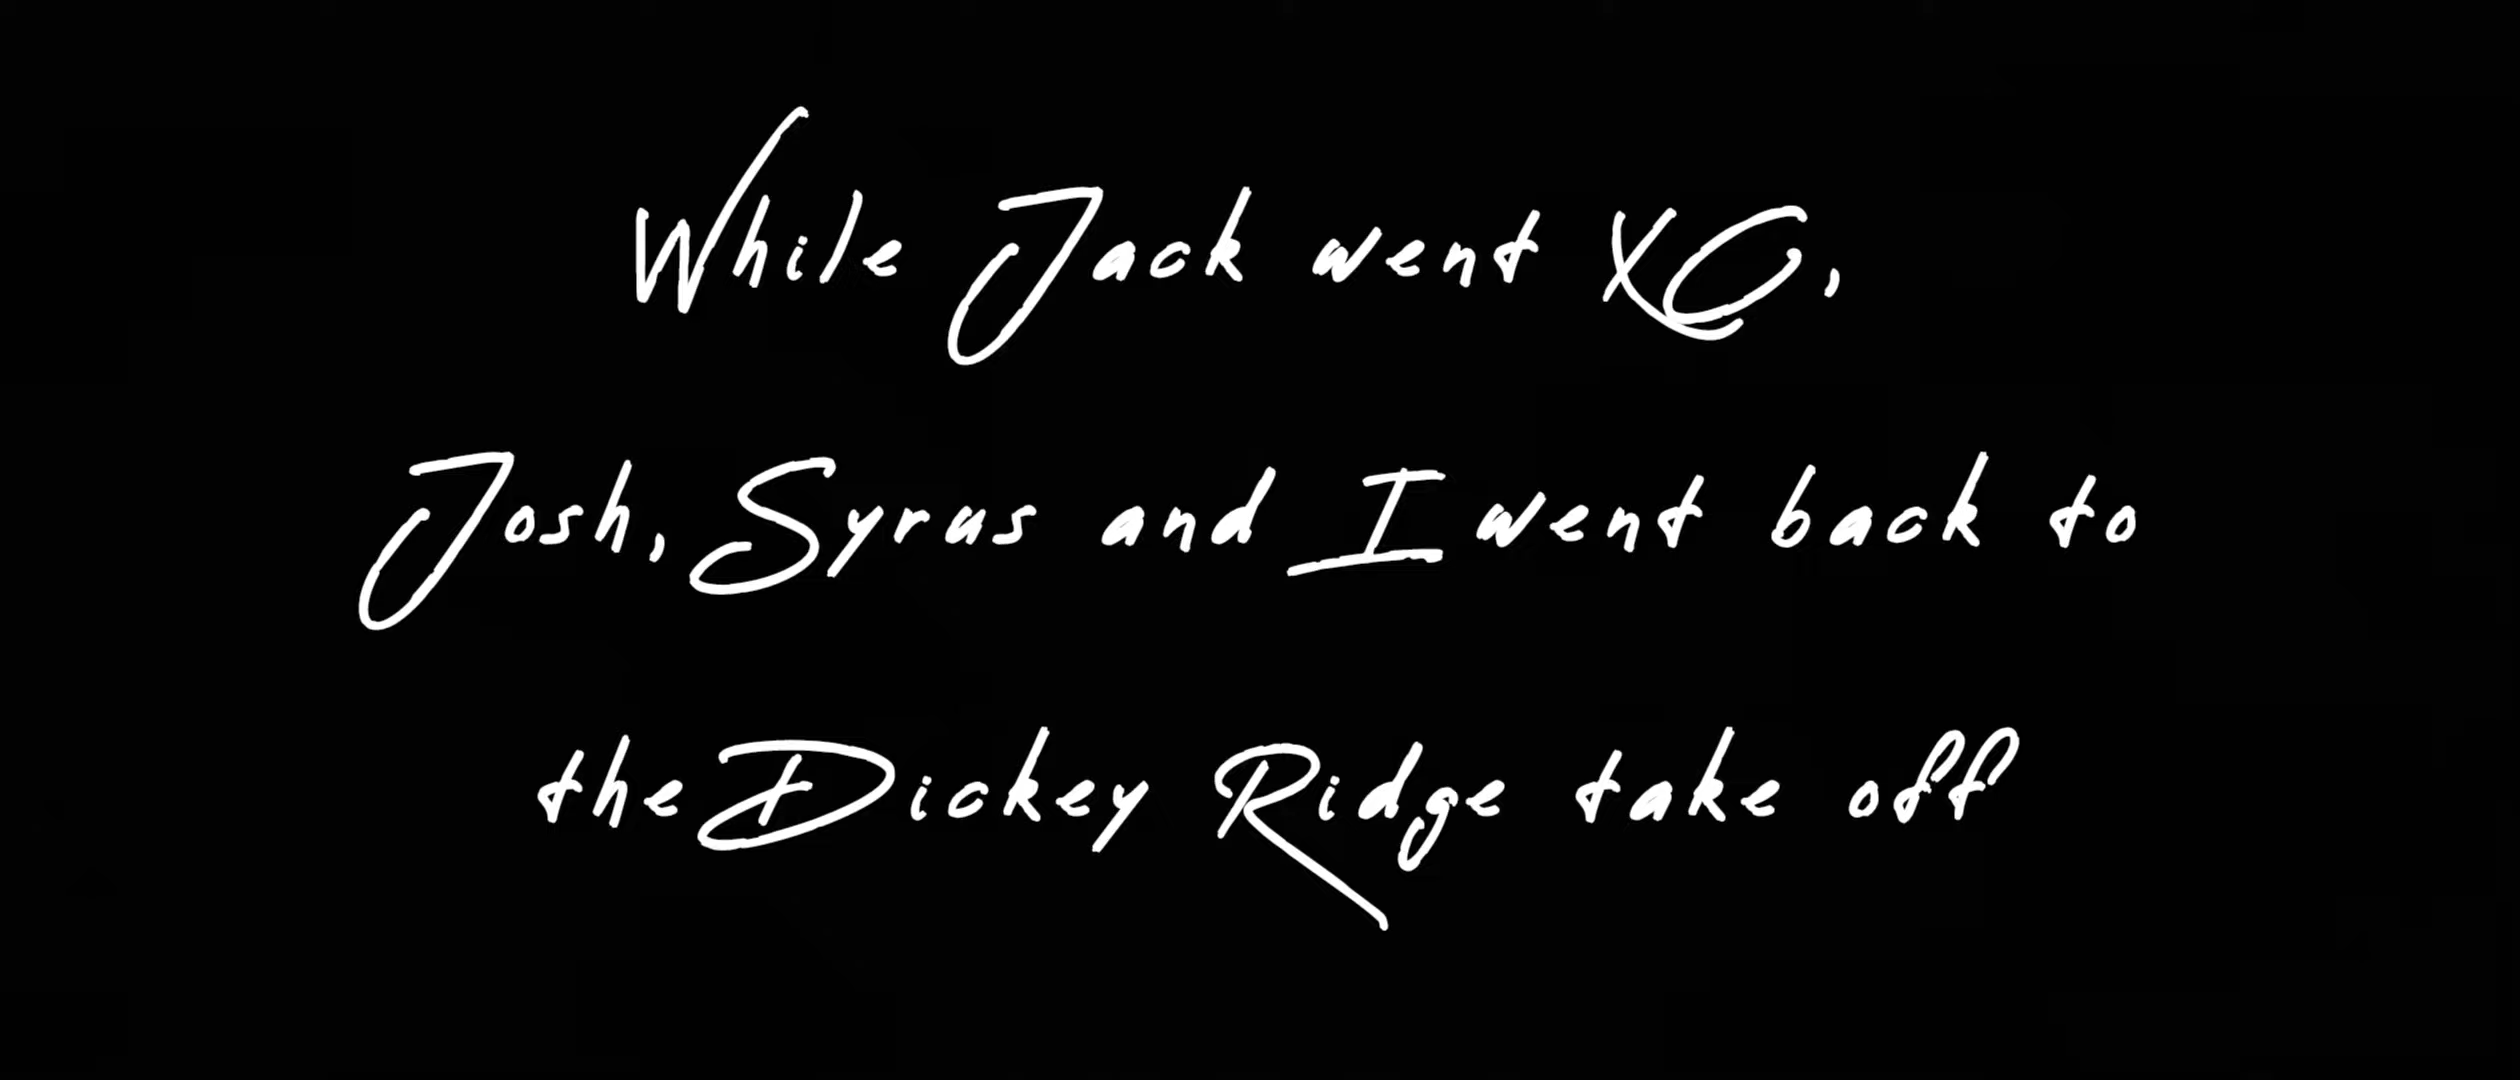 While Jack went XC,
Josh, Syrus and I went back to
the Dickey Ridge take off